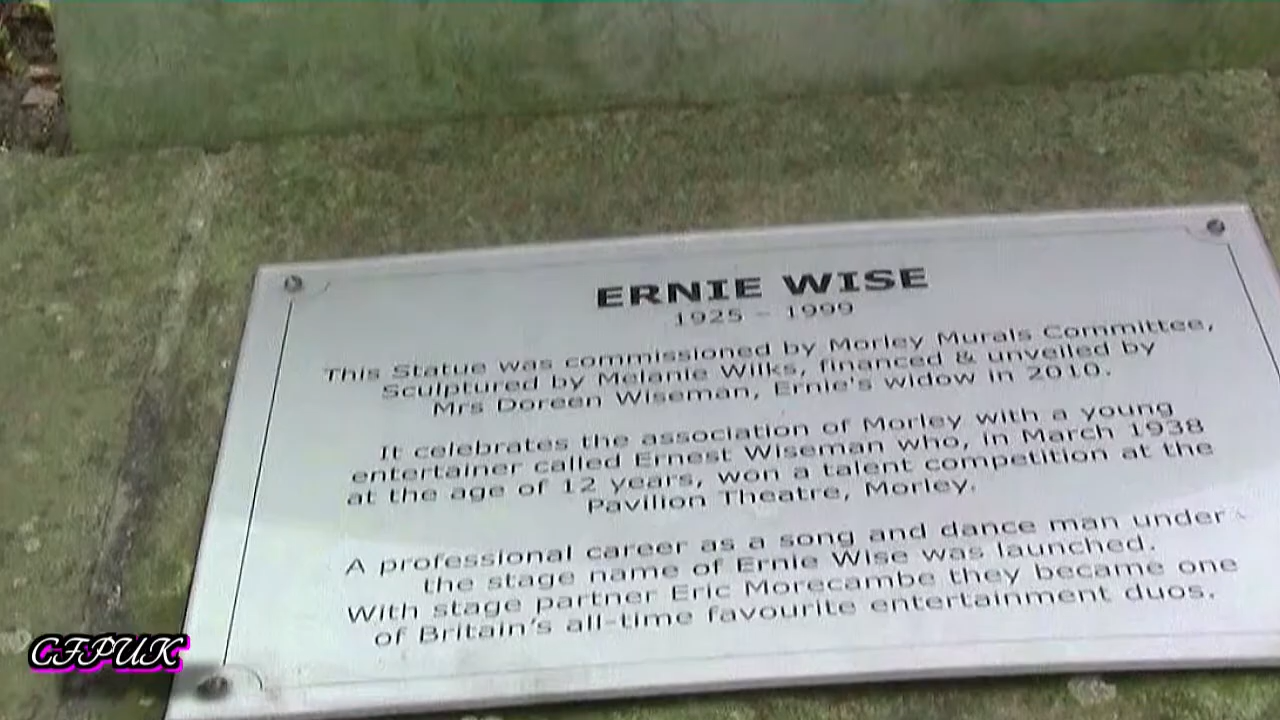 ERNIE WISE
1925 - 1999
This Statue was commissioned by Morley Murals Committee,
Sculptured by Melanie Wilks, financed & unveiled by
Mrs Doreen Wiseman, Ernie's widow in 2010.
It celebrates the association of Morley with a young
entertainer called Ernest Wiseman who, in March 1938
at the age of 12 years, won a talent competition at the
Pavilion Theatre, Morley.
A professional career as a song and dance man under
the stage name of Ernie Wise was launched.
With stage partner Eric Morecambe they became one
of Britain's all-time favourite entertainment duos.
CFPUK